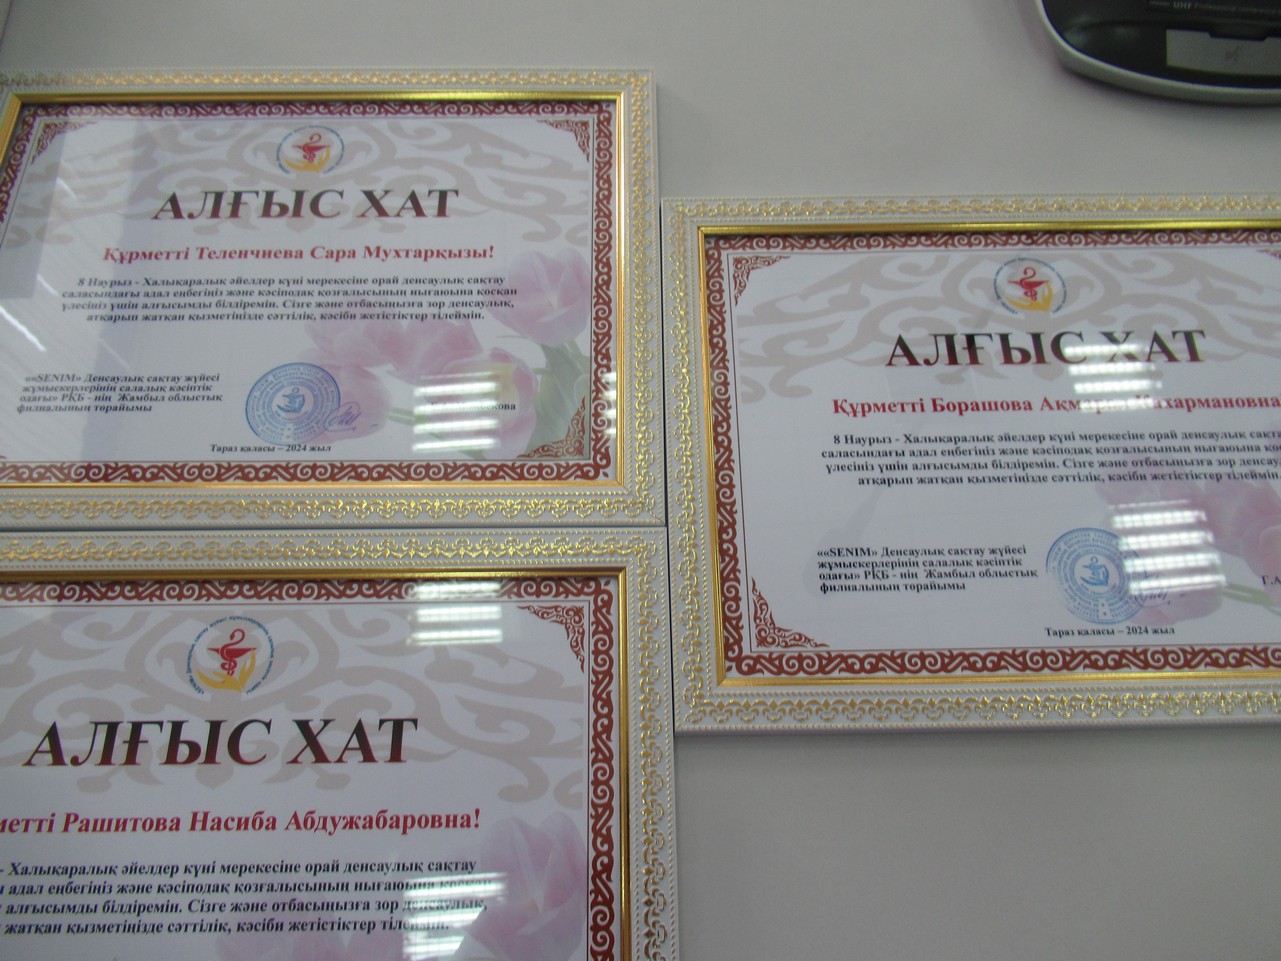 АЛҒЫС ХАТ
Құрметті Теленчиева Сара Мухтарқызы!
8 Наурыз - Халықаралық әйелдер күні мерекесіне орай денсаулық сақтау
саласындағы адал еңбегіңіз және кәсіподақ қозғалысының нығаюына қосқан
үлесіңіз үшін алғысымды білдіремін. Сізге және отбасыңызға зор денсаулық,
атқарып жатқан қызметіңізде сәттілік, кәсіби жетістіктер тілеймін.
««SENIM» Денсаулық сақтау жүйесі
жұмыскерлерінің салалық кәсіптік
одағы» РҚБ - нің Жамбыл облыстық
филиалының төрайымы
Тараз қаласы – 2024 жыл
UHF
АЛҒЫС ХАТ
Құрметті Борашова
8 Наурыз - Халықаралық әйелдер күні мерекесіне орай денсаулық
саласындағы адал еңбегіңіз және кәсіподақ қозғалысының нығаюына
үлесіңіз үшін алғысымды білдіремін. Сізге және отбасыңызға зор
атқарып жатқан қызметіңізде сәттілік, кәсіби жетістіктер тілеймін
««SENIM» Денсаулық сақтау жүйесі
жұмыскерлерінің салалық кәсіптік
одағы» РҚБ - нің Жамбыл облыстық
филиалының төрайымы
Г.А
Тараз қаласы – 2024 жыл
АЛҒЫС ХАТ
метті Рашитова Насиба Абдужабаровна!
- Халықаралық әйелдер күні мерекесіне орай денсаулық сақтау
адал еңбегіңіз және кәсіподақ қозғалысының нығаюына қосқан
алғысымды білдіремін. Сізге және отбасыңызға зор денсаулық,
жатқан қызметіңізде сәттілік, кәсіби жетістіктер тілеймін.